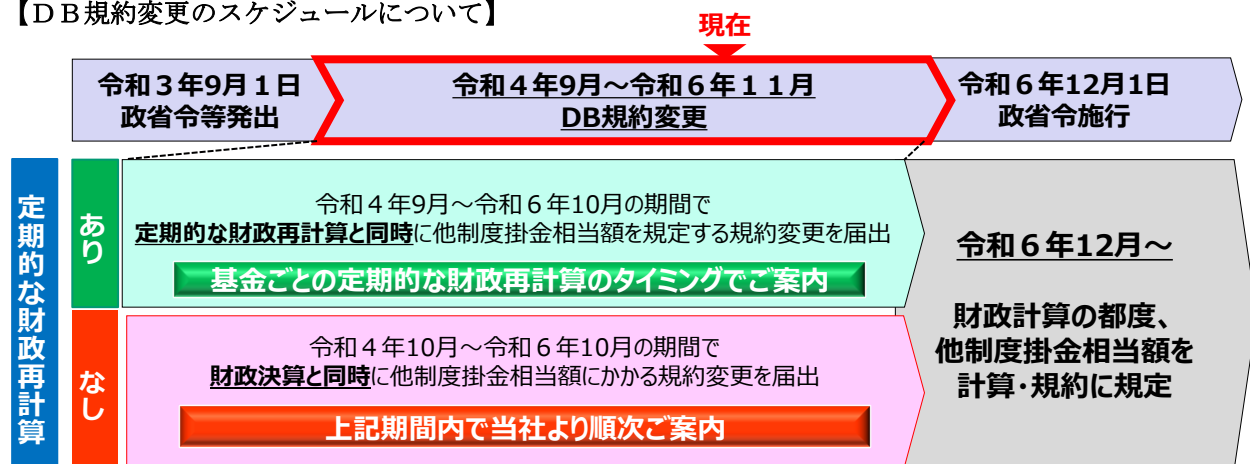 【ＤＢ規約変更のスケジュールについて】
現在
令和３年９月１日
政省令等発出
令和４年９月～令和６年１１月
DB規約変更
令和６年12月1日
政省令施行
定期的な財政再計算
あり
令和４年9月～令和６年10月の期間で
定期的な財政再計算と同時に他制度掛金相当額を規定する規約変更を届出
基金ごとの定期的な財政再計算のタイミングでご案内
なし
令和４年10月～令和６年10月の期間で
財政決算と同時に他制度掛金相当額にかかる規約変更を届出
上記期間内で当社より順次ご案内
令和６年12月～
財政計算の都度、
他制度掛金相当額を
計算・規約に規定